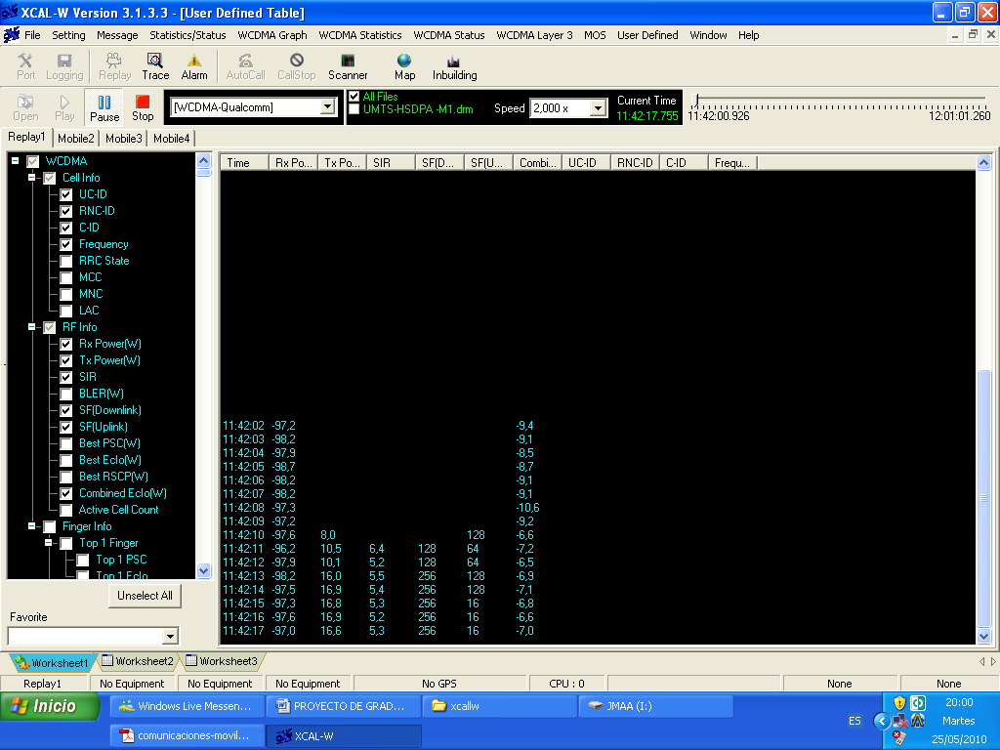 XCAL-W Version 3.1.3.3 - [User Defined Table]
File Setting Message Statistics/Status WCDMA Graph WCDMA Statistics WCDMA Status WCDMA Layer 3 MOS User Defined Window Help
Port Logging Replay Trace Alarm AutoCall CallStop Scanner Map Inbuilding
Open Play Pause Stop
[WCDMA-Qualcomm]
All Files
UMTS-HSDPA -M1.drm
Speed 2,000 x
Current Time
11:42:17.755
11:42:00.926 12:01:01.260
Replay1 Mobile2 Mobile3 Mobile4
WCDMA
Cell Info
UC-ID
RNC-ID
C-ID
Frequency
RRC State
MCC
MNC
LAC
RF Info
Rx Power(W)
Tx Power(W)
SIR
BLER(W)
SF(Downlink)
SF(Uplink)
Best PSC(W)
Best EcIo(W)
Best RSCP(W)
Combined EcIo(W)
Active Cell Count
Finger Info
Top 1 Finger
Top 1 PSC
Top 1 EcIo
Unselect All
Favorite
Time Rx Po... Tx Po... SIR SF(D... SF(U... Combi... UC-ID RNC-ID C-ID Frequ...
11:42:02 -97,2 -9,4
11:42:03 -98,2 -9,1
11:42:04 -97,9 -8,5
11:42:05 -98,7 -8,7
11:42:06 -98,2 -9,1
11:42:07 -98,2 -9,1
11:42:08 -97,3 -10,6
11:42:09 -97,2 -9,2
11:42:10 -97,6 8,0 128 -6,6
11:42:11 -96,2 10,5 6,4 128 64 -7,2
11:42:12 -97,9 10,1 5,2 128 64 -6,5
11:42:13 -98,2 16,0 5,5 256 128 -6,9
11:42:14 -97,5 16,9 5,4 256 128 -7,1
11:42:15 -97,3 16,8 5,3 256 16 -6,8
11:42:16 -97,6 16,9 5,2 256 16 -6,6
11:42:17 -97,0 16,6 5,3 256 16 -7,0
Worksheet1 Worksheet2 Worksheet3
Replay1 No Equipment No Equipment No Equipment No GPS CPU : 0 None None
Inicio
Windows Live Messen... PROYECTO DE GRAD... xcallw JMAA (I:)
comunicaciones-movil... XCAL-W
ES
20:00
Martes
25/05/2010